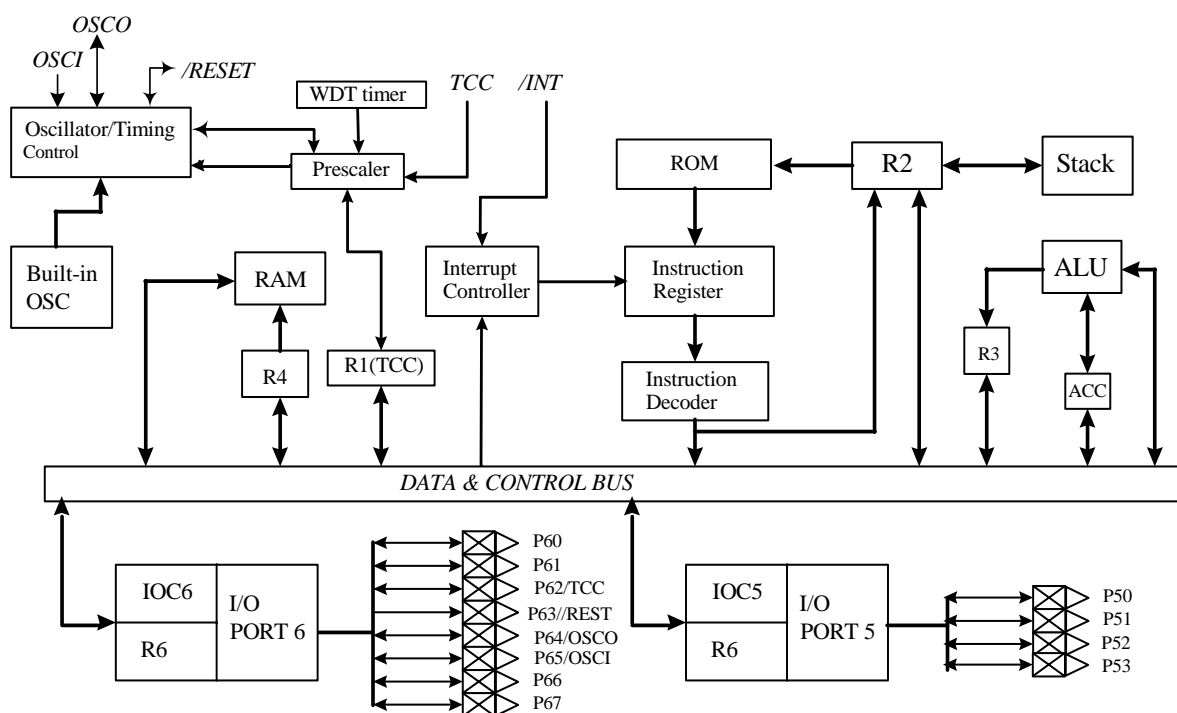 OSCO
OSCI
/RESET
TCC
/INT
WDT timer
Oscillator/Timing
Control
Prescaler
ROM
R2
Stack
Built-in
OSC
RAM
Interrupt
Controller
Instruction
Register
ALU
R4
R1(TCC)
Instruction
Decoder
R3
ACC
DATA & CONTROL BUS
IOC6
R6
I/O
PORT 6
P60
P61
P62/TCC
P63//REST
P64/OSCO
P65/OSCI
P66
P67
IOC5
R6
I/O
PORT 5
P50
P51
P52
P53